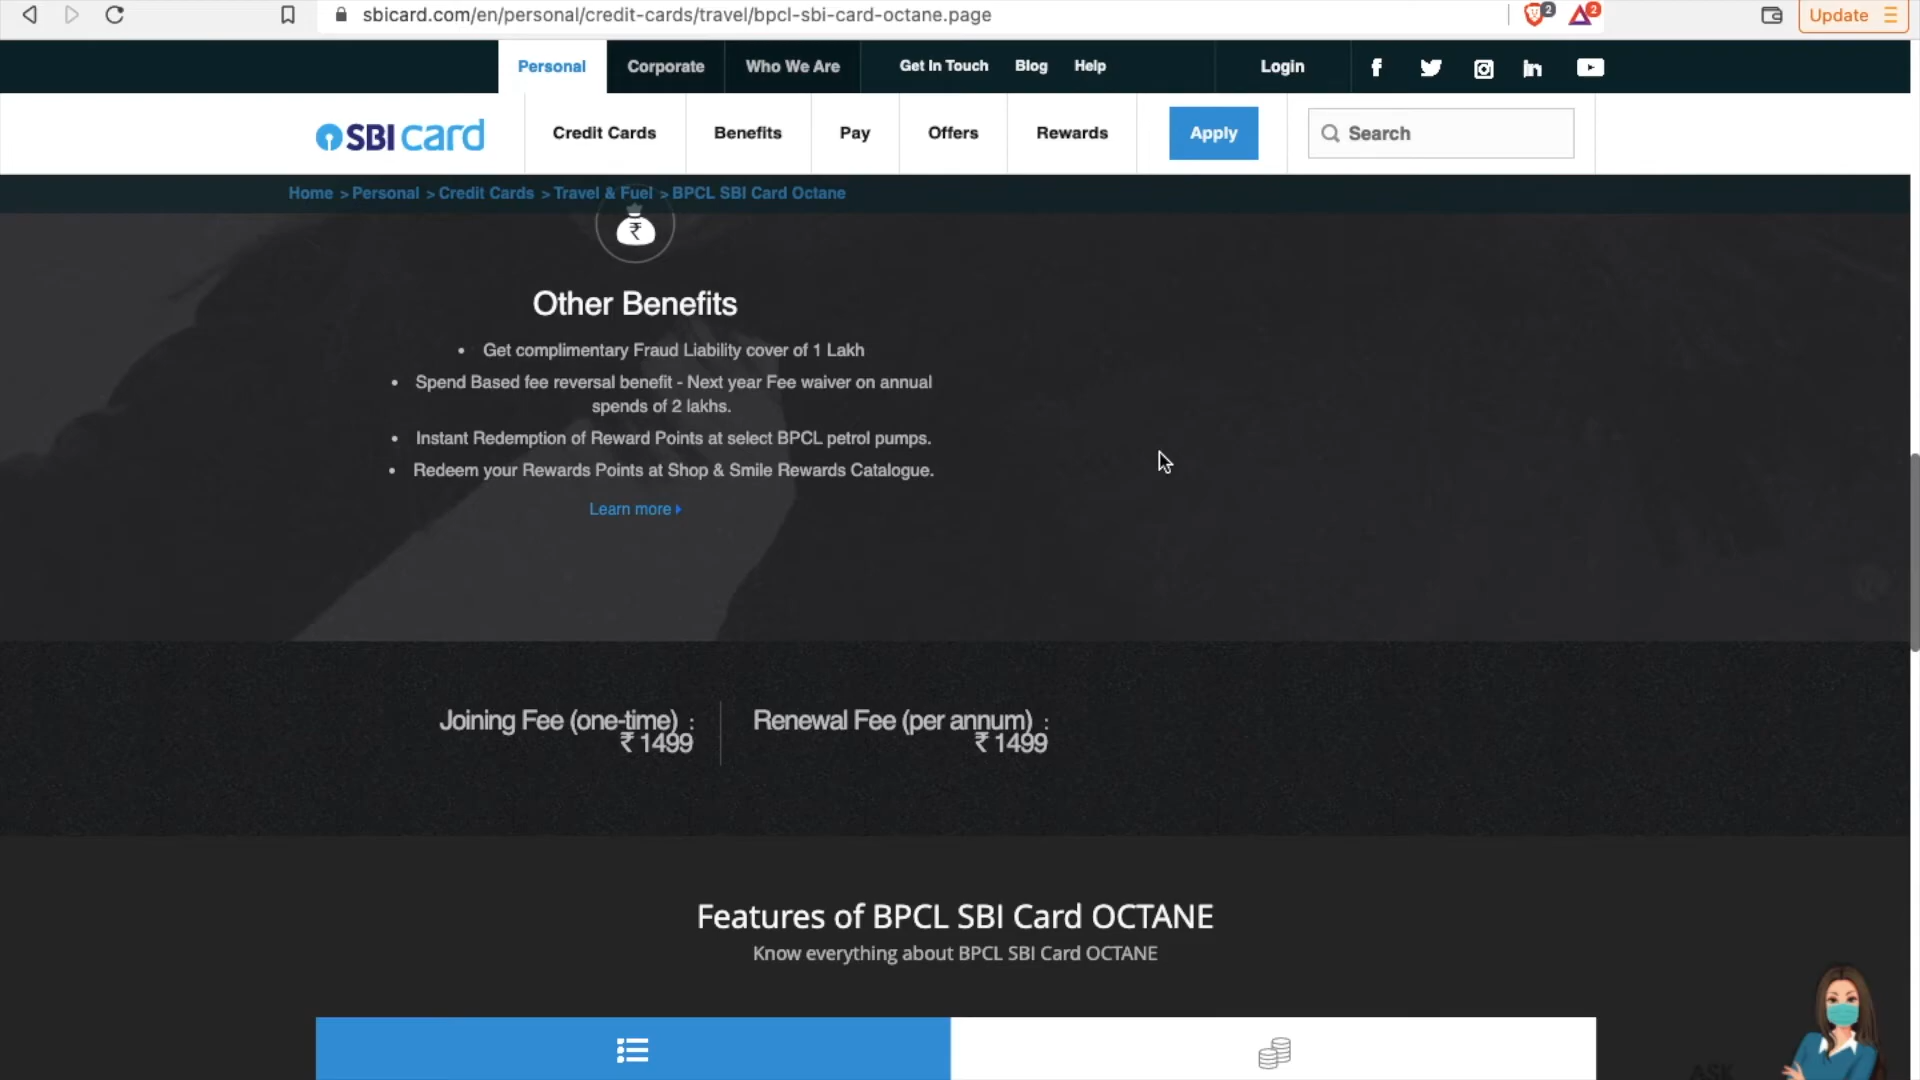 sbicard.com/en/personal/credit-cards/travel/bpcl-sbi-card-octane.page
2
2
Update
Personal
Corporate
Who We Are
Get In Touch
Blog
Help
Login
SBI card
Credit Cards
Benefits
Pay
Offers
Rewards
Apply
Search
Home > Personal > Credit Cards > Travel & Fuel > BPCL SBI Card Octane
Other Benefits
• Get complimentary Fraud Liability cover of 1 Lakh
• Spend Based fee reversal benefit - Next year Fee waiver on annual
spends of 2 lakhs.
• Instant Redemption of Reward Points at select BPCL petrol pumps.
• Redeem your Rewards Points at Shop & Smile Rewards Catalogue.
Learn more
Joining Fee (one-time) :
₹ 1499
Renewal Fee (per annum) :
₹ 1499
Features of BPCL SBI Card OCTANE
Know everything about BPCL SBI Card OCTANE
ASK